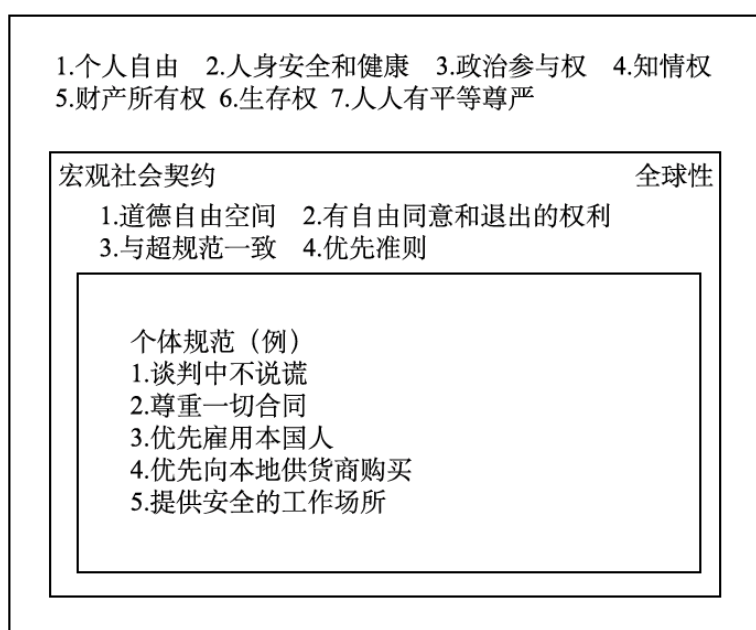 1.个人自由 2.人身安全和健康 3.政治参与权 4.知情权
5.财产所有权 6.生存权 7.人人有平等尊严
宏观社会契约 全球性
1.道德自由空间 2.有自由同意和退出的权利
3.与超规范一致 4.优先准则
个体规范（例）
1.谈判中不说谎
2.尊重一切合同
3.优先雇用本国人
4.优先向本地供货商购买
5.提供安全的工作场所